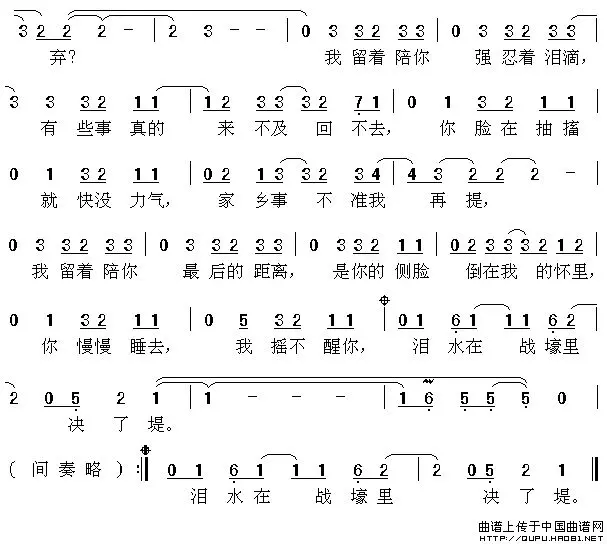 3 2 2 2 - 2 3 - - 0 3 3 2 3 2 0 3 3 2 3 3
弃? 我留着陪你 强忍着泪滴,
3 3 3 2 1 1 1 2 3 3 3 2 7 1 0 1 3 2 1 1
有些事真的 来不及回不去, 你脸在抽搐
0 1 3 2 1 1 0 2 1 3 3 2 3 4 4 3 2 2 2 -
就快没力气, 家乡事不准我再提,
0 3 3 3 2 3 2 0 3 3 2 3 3 0 3 3 2 1 1 0 2 3 3 3 2 1 1
我留着陪你 最后的距离, 是你的侧脸 倒在我的怀里,
0 1 3 2 1 1 0 5 3 2 1 1 0 1 6 1 1 1 6 2
你慢慢睡去, 我摇不醒你, 泪水在战壕里
2 0 5 2 1 1 - - - 1 6 5 5 5 0
决了堤。
(间奏略) :‖ 0 1 6 1 1 1 6 2 2 0 5 2 1
泪水在战壕里 决了堤。
曲谱上传于中国曲谱网
HTTP://QUPU.HAO81.NET